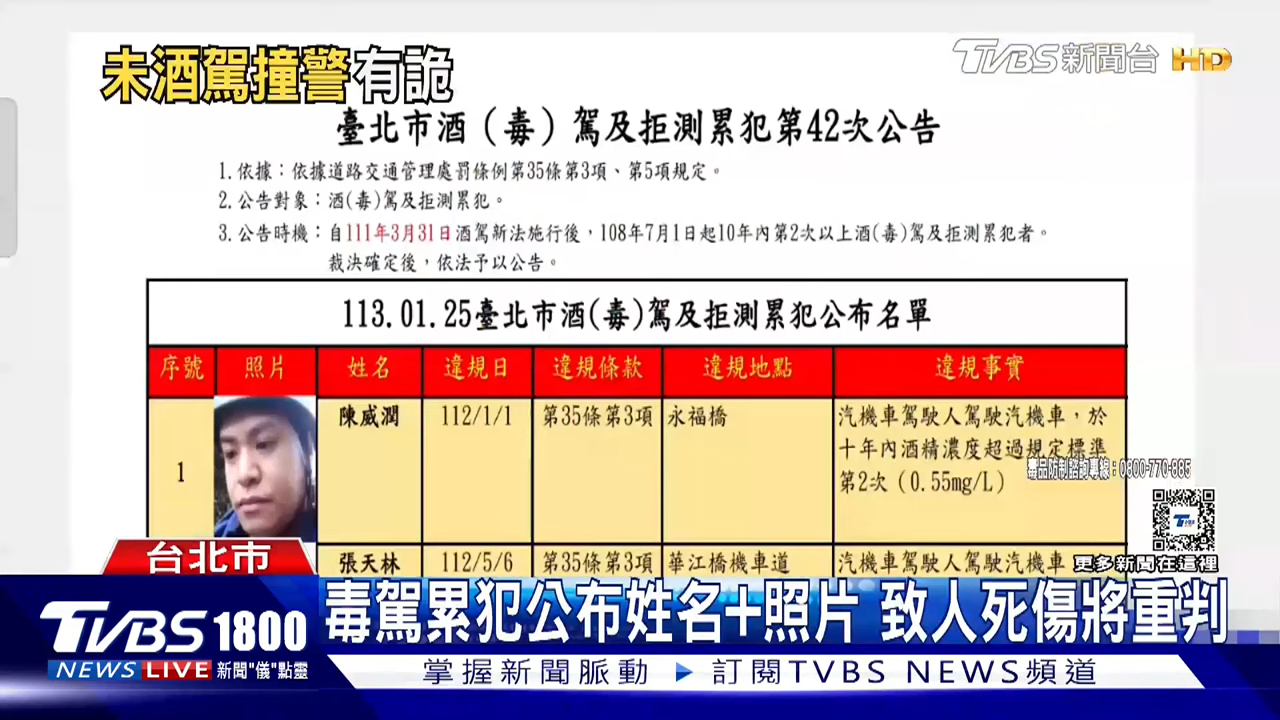 未酒駕撞警有詭
TVBS新聞台 HD
臺北市酒（毒）駕及拒測累犯第42次公告
1.依據：依據道路交通管理處罰條例第35條第3項、第5項規定。
2.公告對象：酒(毒)駕及拒測累犯。
3.公告時機：自111年3月31日酒駕新法施行後，108年7月1日起10年內第2次以上酒(毒)駕及拒測累犯者。
裁決確定後，依法予以公告。
113.01.25臺北市酒(毒)駕及拒測累犯公布名單
序號 照片 姓名 違規日 違規條款 違規地點 違規事實
1 陳威潤 112/1/1 第35條第3項 永福橋 汽機車駕駛人駕駛汽機車，於
十年內酒精濃度超過規定標準
第2次（0.55mg/L）
毒品防制諮詢專線：0800-770-885
張天林 112/5/6 第35條第3項 華江橋機車道 汽機車駕駛人駕駛汽機車
更多新聞在這裡
台北市
毒駕累犯公布姓名+照片 致人死傷將重判
TVBS 1800
NEWS LIVE 新聞"儀"點靈
掌握新聞脈動 ▶ 訂閱TVBS NEWS頻道